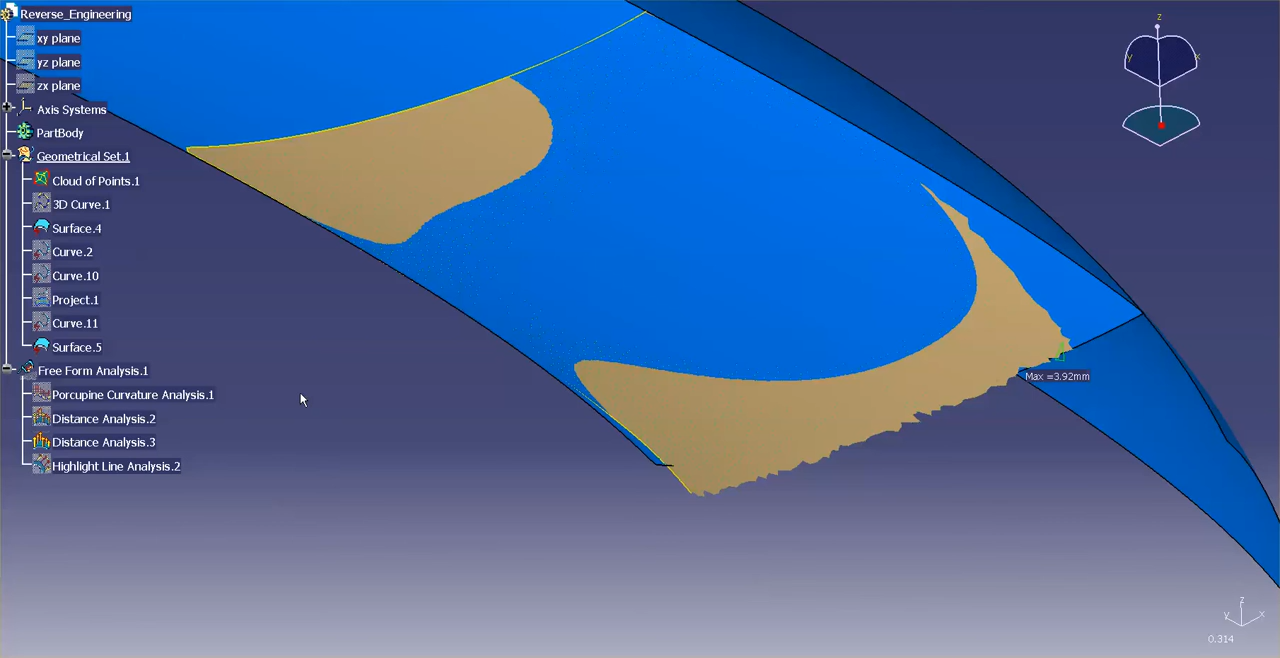 Reverse_Engineering
xy plane
yz plane
zx plane
Axis Systems
PartBody
Geometrical Set.1
Cloud of Points.1
3D Curve.1
Surface.4
Curve.2
Curve.10
Project.1
Curve.11
Surface.5
Free Form Analysis.1
Porcupine Curvature Analysis.1
Distance Analysis.2
Distance Analysis.3
Highlight Line Analysis.2
z
y
x
Max =3.92mm
z
y
x
0.314